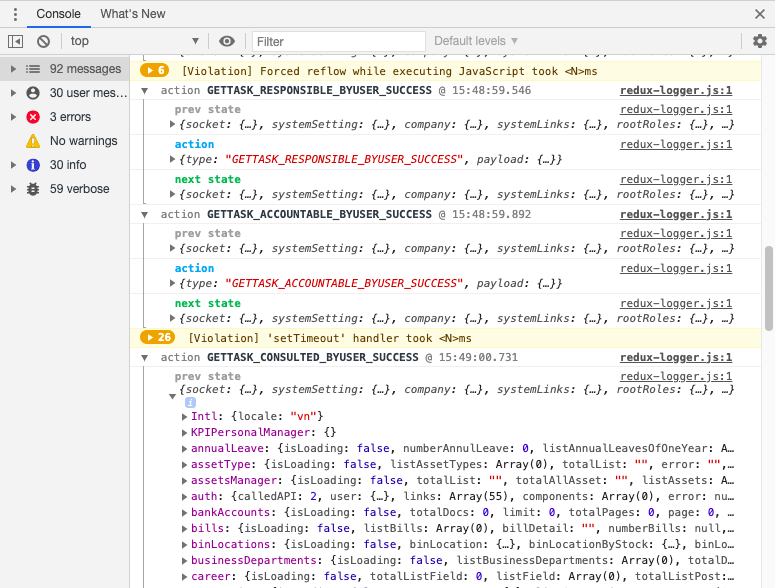 Console What's New
top Filter Default levels
92 messages
30 user mes...
3 errors
No warnings
30 info
59 verbose
6 [Violation] Forced reflow while executing JavaScript took <N>ms
action GETTASK_RESPONSIBLE_BYUSER_SUCCESS @ 15:48:59.546 redux-logger.js:1
prev state redux-logger.js:1
{socket: {…}, systemSetting: {…}, company: {…}, systemLinks: {…}, rootRoles: {…}, …}
action redux-logger.js:1
{type: "GETTASK_RESPONSIBLE_BYUSER_SUCCESS", payload: {…}}
next state redux-logger.js:1
{socket: {…}, systemSetting: {…}, company: {…}, systemLinks: {…}, rootRoles: {…}, …}
action GETTASK_ACCOUNTABLE_BYUSER_SUCCESS @ 15:48:59.892 redux-logger.js:1
prev state redux-logger.js:1
{socket: {…}, systemSetting: {…}, company: {…}, systemLinks: {…}, rootRoles: {…}, …}
action redux-logger.js:1
{type: "GETTASK_ACCOUNTABLE_BYUSER_SUCCESS", payload: {…}}
next state redux-logger.js:1
{socket: {…}, systemSetting: {…}, company: {…}, systemLinks: {…}, rootRoles: {…}, …}
26 [Violation] 'setTimeout' handler took <N>ms
action GETTASK_CONSULTED_BYUSER_SUCCESS @ 15:49:00.731 redux-logger.js:1
prev state redux-logger.js:1
{socket: {…}, systemSetting: {…}, company: {…}, systemLinks: {…}, rootRoles: {…}, …}
i
Intl: {locale: "vn"}
KPIPersonalManager: {}
annualLeave: {isLoading: false, numberAnnulLeave: 0, listAnnualLeavesOfOneYear: A…
assetType: {isLoading: false, listAssetTypes: Array(0), totalList: "", error: "",…
assetsManager: {isLoading: false, totalList: "", totalAllAsset: "", listAssets: A…
auth: {calledAPI: 2, user: {…}, links: Array(55), components: Array(0), error: nu…
bankAccounts: {isLoading: false, totalDocs: 0, limit: 0, totalPages: 0, page: 0, …
bills: {isLoading: false, listBills: Array(0), billDetail: "", numberBills: null,…
binLocations: {isLoading: false, binLocation: {…}, binLocationByStock: {…}, binLo…
businessDepartments: {isLoading: false, listBusinessDepartments: Array(0), totalD…
career: {isLoading: false, totalListField: 0, listField: Array(0), totalListPost:…